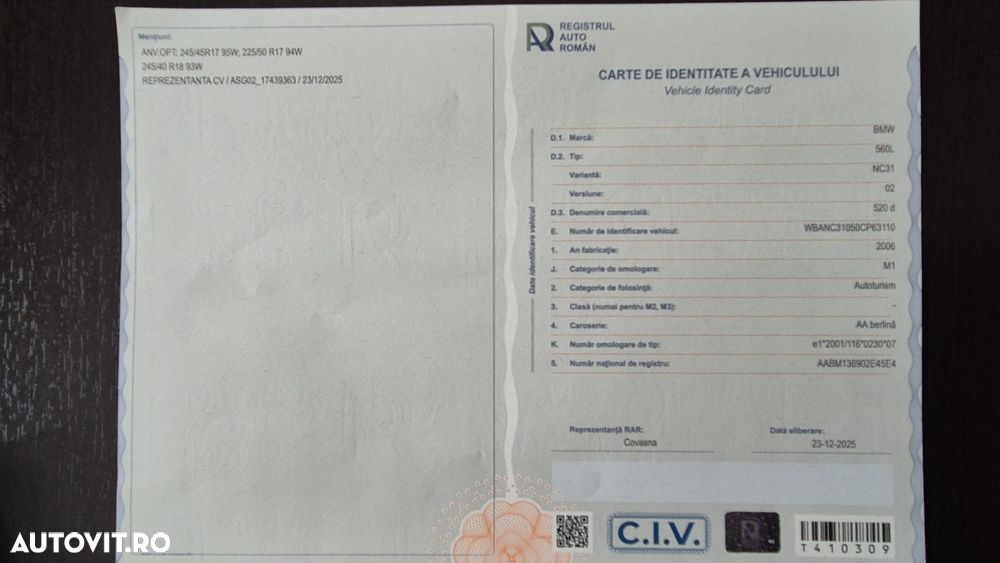 Mențiuni:
ANV.OPT: 245/45R17 95W; 225/50 R17 94W
245/40 R18 93W
REPREZENTANTA CV / ASG02_17439363 / 23/12/2025
REGISTRUL
AUTO
ROMÂN
CARTE DE IDENTITATE A VEHICULULUI
Vehicle Identity Card
Date identificare vehicul
D.1. Marcă: BMW
D.2. Tip: 560L
Variantă: NC31
Versiune: 02
D.3. Denumire comercială: 520 d
E. Număr de identificare vehicul: WBANC31050CP63110
1. An fabricație: 2006
J. Categorie de omologare: M1
2. Categorie de folosință: Autoturism
3. Clasă (numai pentru M2, M3): -
4. Caroserie: AA berlină
K. Număr omologare de tip: e1*2001/116*0230*07
5. Număr național de registru: AABM136902E45E4
Reprezentanță RAR: Dată eliberare:
Covasna 23-12-2025
C.I.V.
T410309
AUTOVIT.RO